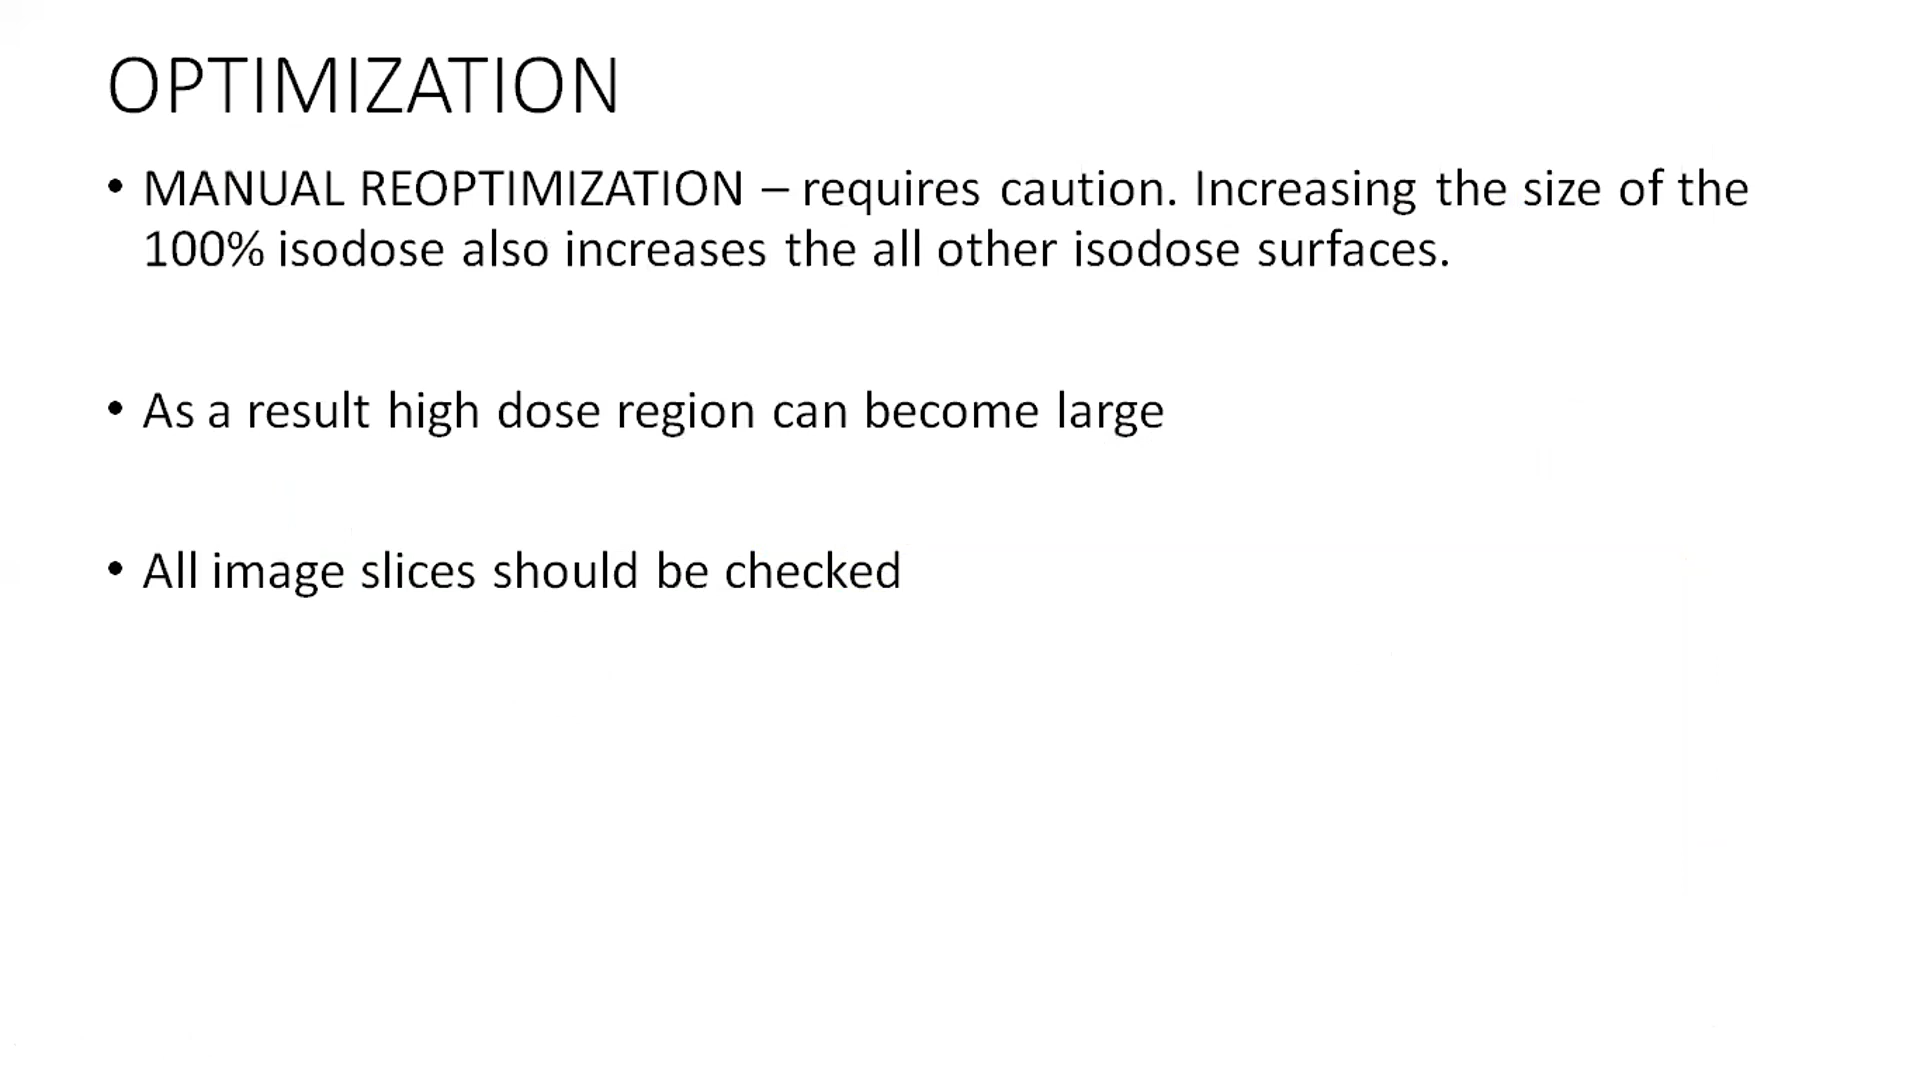 OPTIMIZATION
• MANUAL REOPTIMIZATION – requires caution. Increasing the size of the
100% isodose also increases the all other isodose surfaces.
• As a result high dose region can become large
• All image slices should be checked